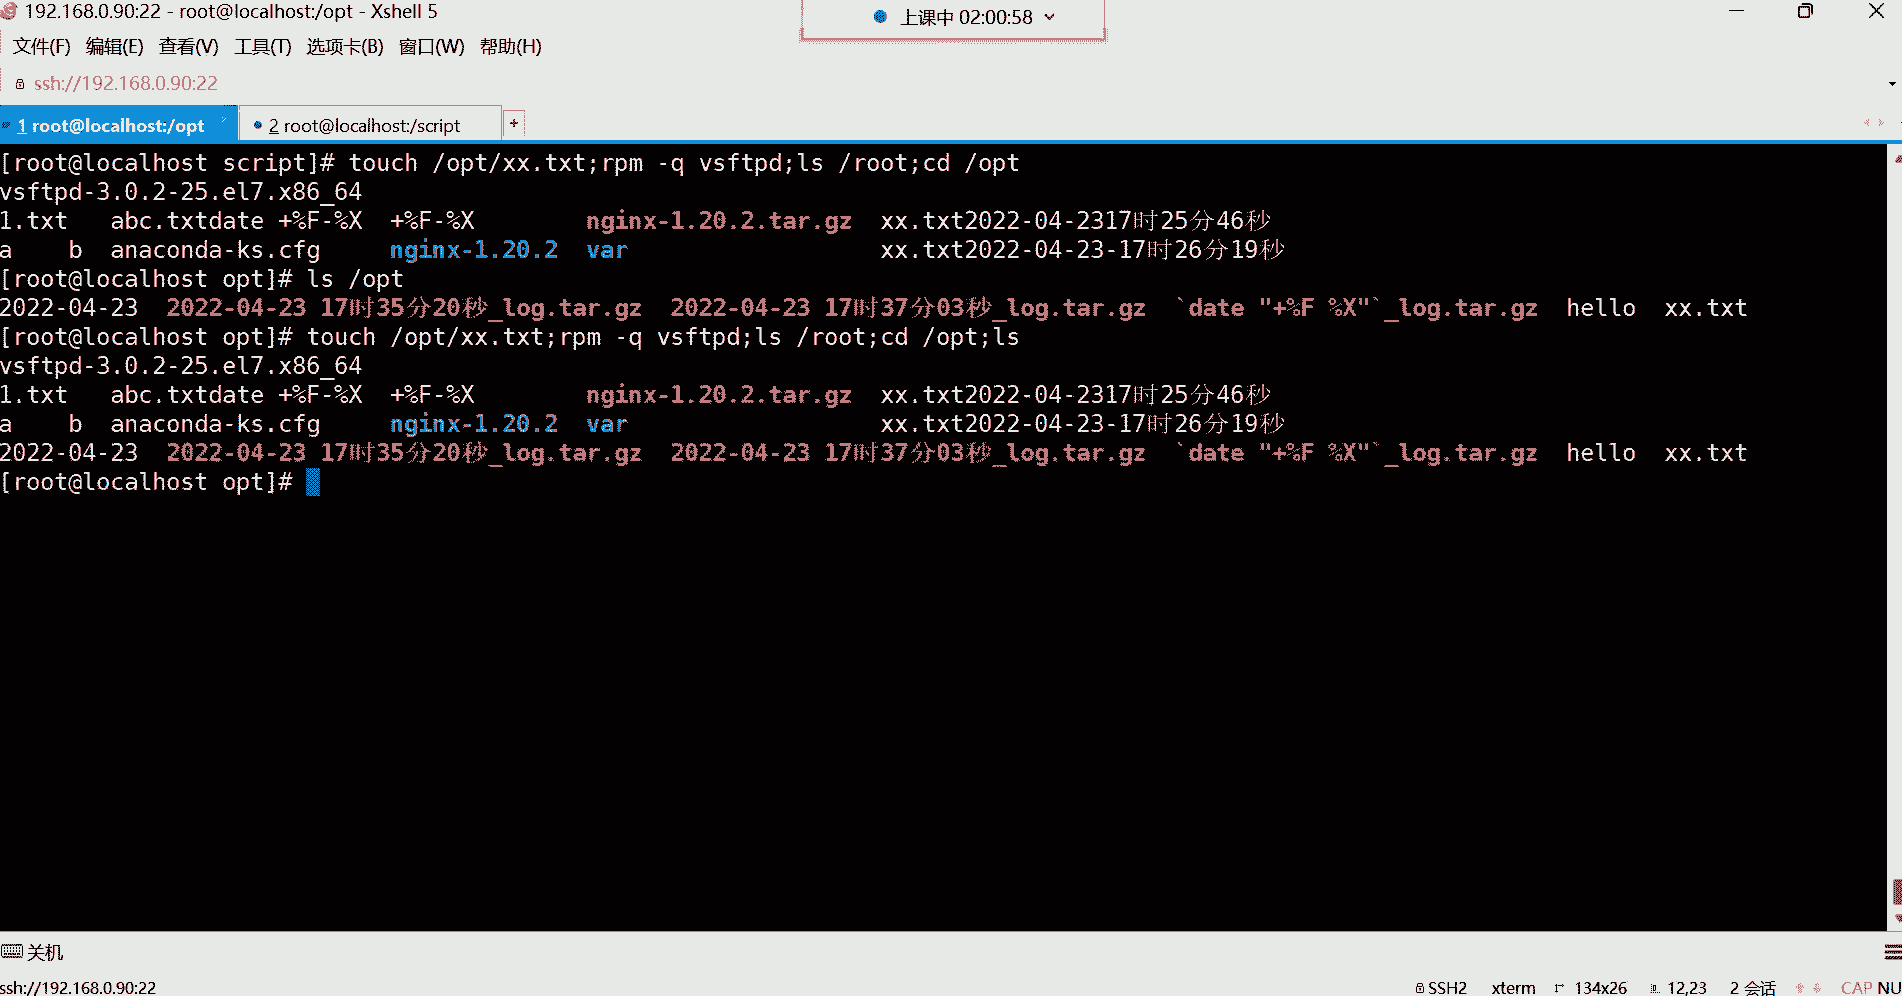 192.168.0.90:22 - root@localhost:/opt - Xshell 5
上课中 02:00:58
文件(F) 编辑(E) 查看(V) 工具(T) 选项卡(B) 窗口(W) 帮助(H)
ssh://192.168.0.90:22
1 root@localhost:/opt 2 root@localhost:/script +
[root@localhost script]# touch /opt/xx.txt;rpm -q vsftpd;ls /root;cd /opt
vsftpd-3.0.2-25.el7.x86_64
1.txt   abc.txtdate +%F-%X  +%F-%X        nginx-1.20.2.tar.gz  xx.txt2022-04-2317时25分46秒
a    b  anaconda-ks.cfg     nginx-1.20.2  var                  xx.txt2022-04-23-17时26分19秒
[root@localhost opt]# ls /opt
2022-04-23  2022-04-23 17时35分20秒_log.tar.gz  2022-04-23 17时37分03秒_log.tar.gz  `date "+%F %X"`_log.tar.gz  hello  xx.txt
[root@localhost opt]# touch /opt/xx.txt;rpm -q vsftpd;ls /root;cd /opt;ls
vsftpd-3.0.2-25.el7.x86_64
1.txt   abc.txtdate +%F-%X  +%F-%X        nginx-1.20.2.tar.gz  xx.txt2022-04-2317时25分46秒
a    b  anaconda-ks.cfg     nginx-1.20.2  var                  xx.txt2022-04-23-17时26分19秒
2022-04-23  2022-04-23 17时35分20秒_log.tar.gz  2022-04-23 17时37分03秒_log.tar.gz  `date "+%F %X"`_log.tar.gz  hello  xx.txt
[root@localhost opt]#
关机
ssh://192.168.0.90:22 SSH2 xterm 134x26 12,23 2 会话 CAP NU